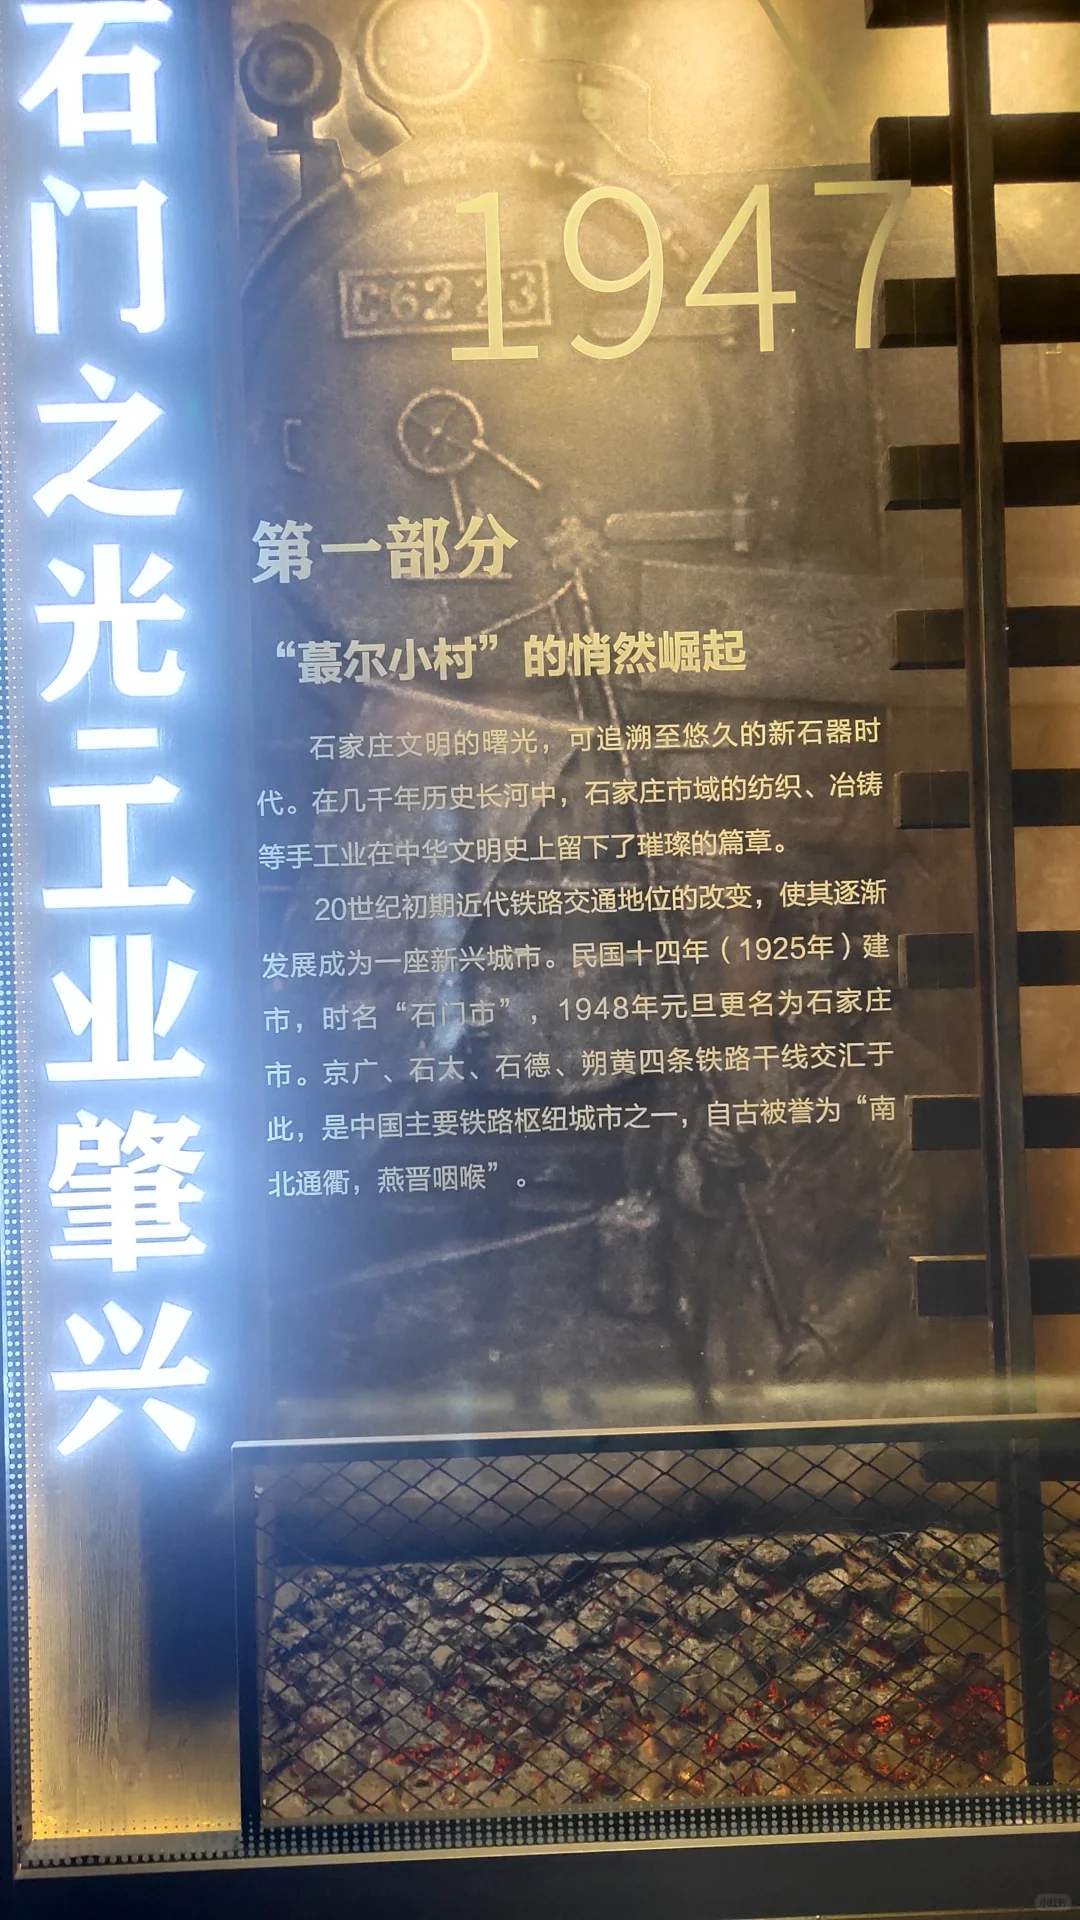 石门之光 工业肇兴
1947
第一部分
“蕞尔小村”的悄然崛起
石家庄文明的曙光，可追溯至悠久的新石器时
代。在几千年历史长河中，石家庄市域的纺织、冶铸
等手工业在中华文明史上留下了璀璨的篇章。
20世纪初期近代铁路交通地位的改变，使其逐渐
发展成为一座新兴城市。民国十四年（1925年）建
市，时名“石门市”，1948年元旦更名为石家庄
市。京广、石太、石德、朔黄四条铁路干线交汇于
此，是中国主要铁路枢纽城市之一，自古被誉为“南
北通衢，燕晋咽喉”。